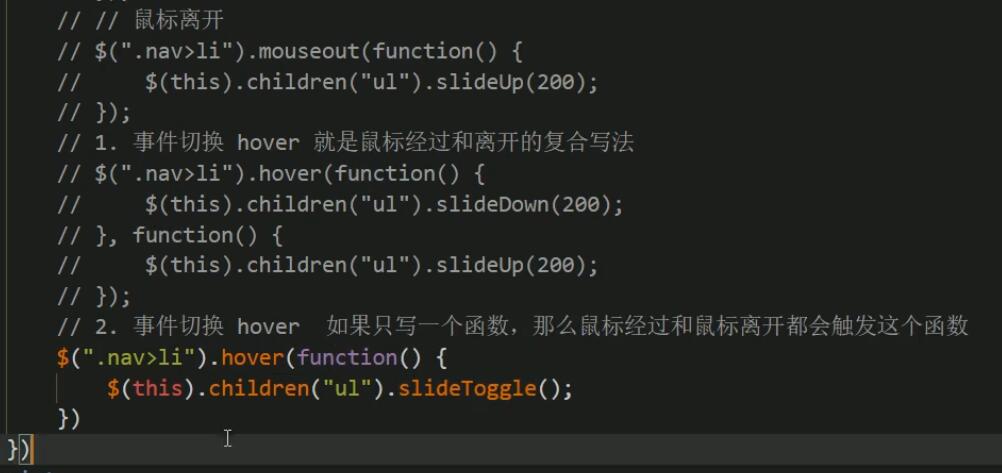 // // 鼠标离开
// $(".nav>li").mouseout(function() {
//     $(this).children("ul").slideUp(200);
// });
// 1. 事件切换 hover 就是鼠标经过和离开的复合写法
// $(".nav>li").hover(function() {
//     $(this).children("ul").slideDown(200);
// }, function() {
//     $(this).children("ul").slideUp(200);
// });
// 2. 事件切换 hover  如果只写一个函数，那么鼠标经过和鼠标离开都会触发这个函数
$(".nav>li").hover(function() {
    $(this).children("ul").slideToggle();
})
})